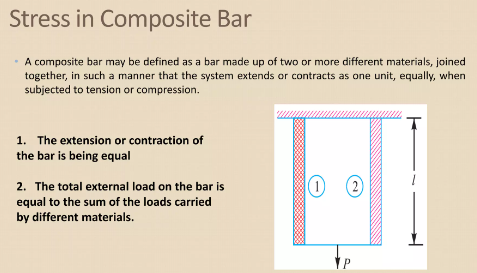 Stress in Composite Bar
• A composite bar may be defined as a bar made up of two or more different materials, joined
together, in such a manner that the system extends or contracts as one unit, equally, when
subjected to tension or compression.
1. The extension or contraction of
the bar is being equal
2. The total external load on the bar is
equal to the sum of the loads carried
by different materials.
1 2
l
P